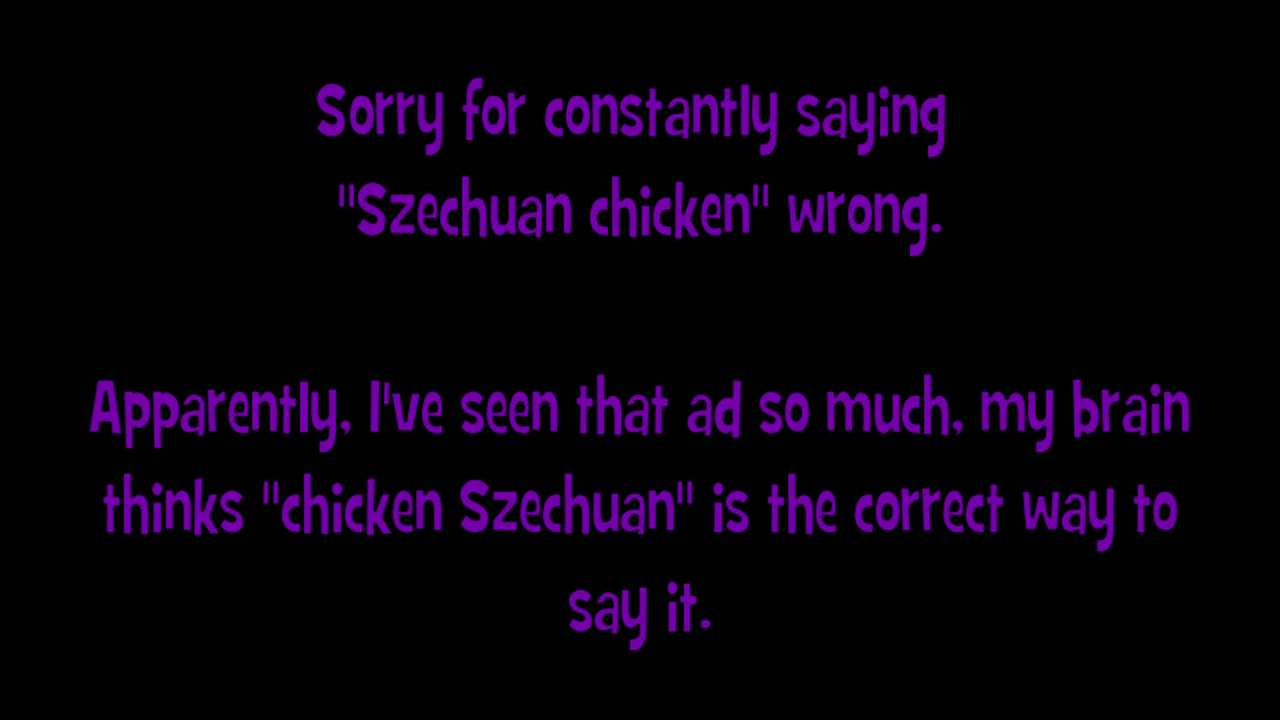 Sorry for constantly saying
"Szechuan chicken" wrong.
Apparently, I've seen that ad so much, my brain
thinks "chicken Szechuan" is the correct way to
say it.